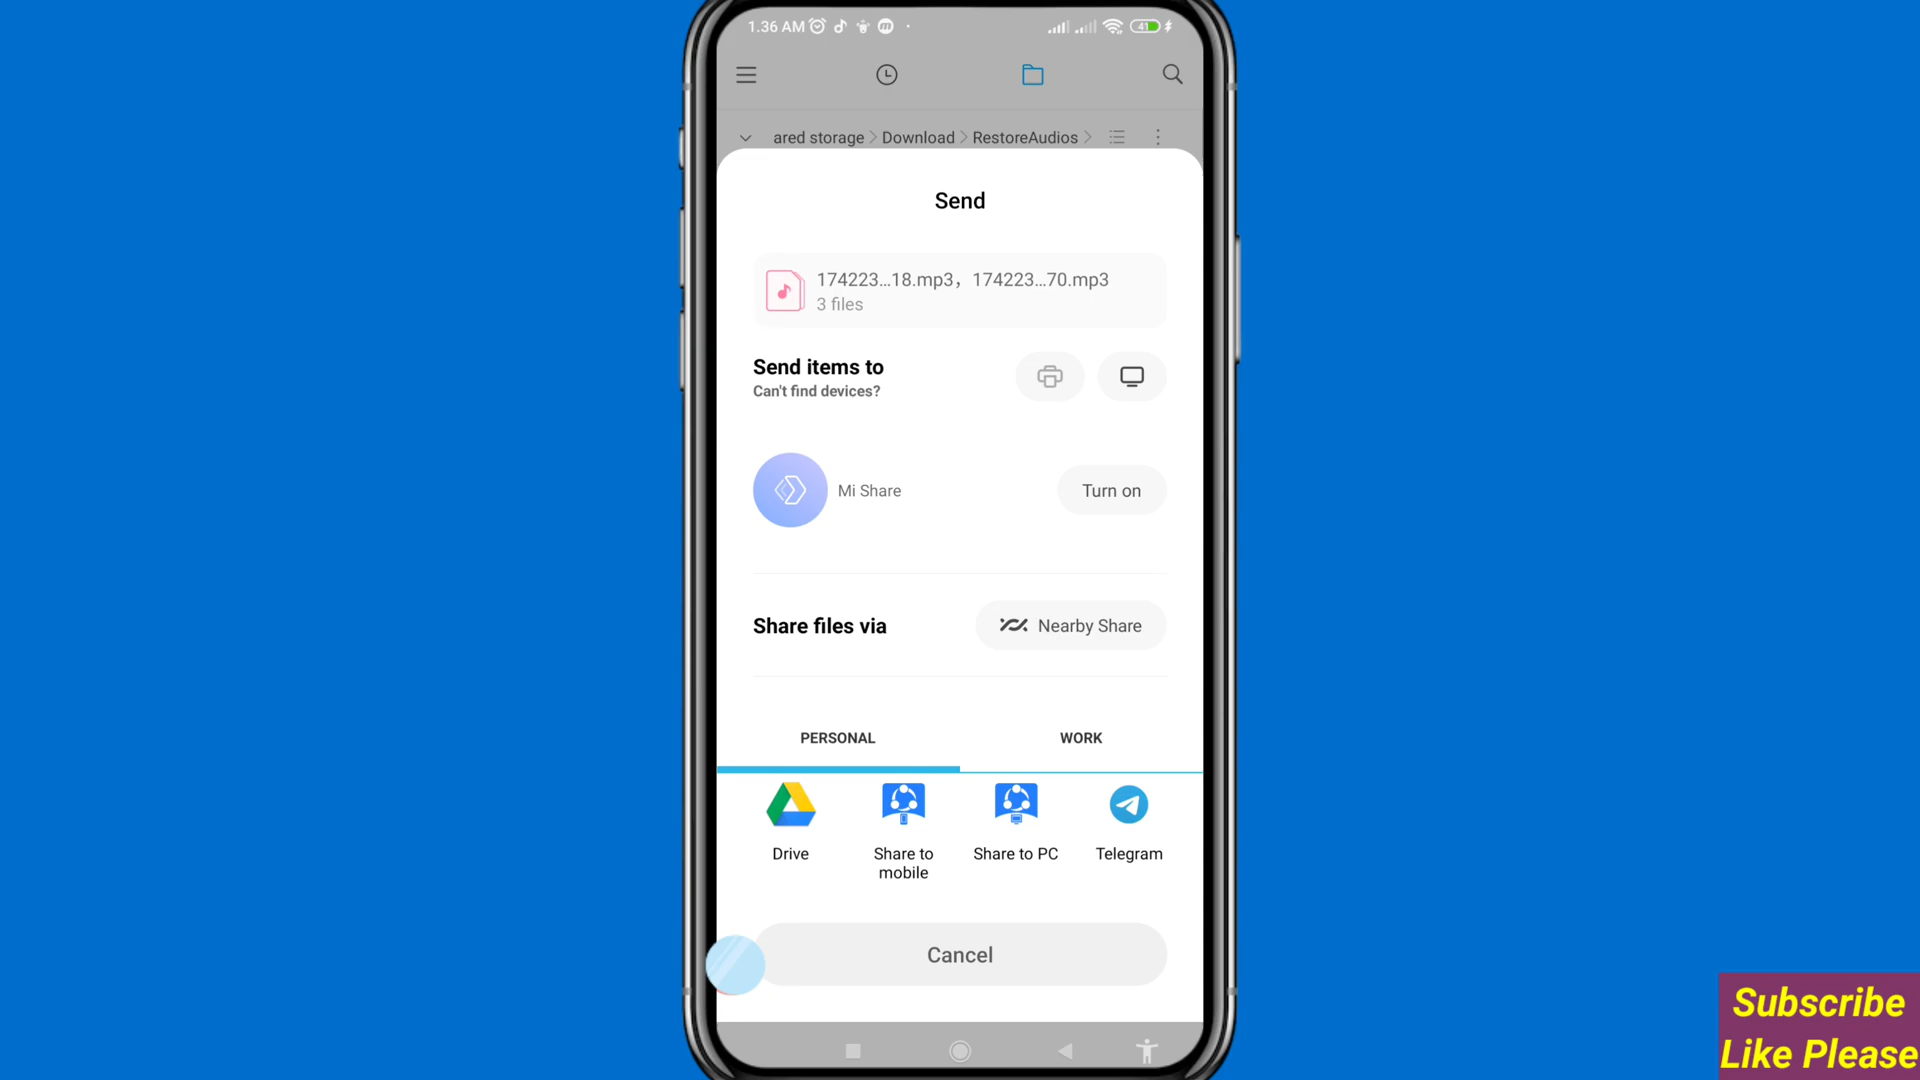 1.36 AM
41
ared storage > Download > RestoreAudios >
Send
174223...18.mp3, 174223...70.mp3
3 files
Send items to
Can't find devices?
Mi Share
Turn on
Share files via
Nearby Share
PERSONAL
WORK
Drive
Share to mobile
Share to PC
Telegram
Cancel
Subscribe
Like Please